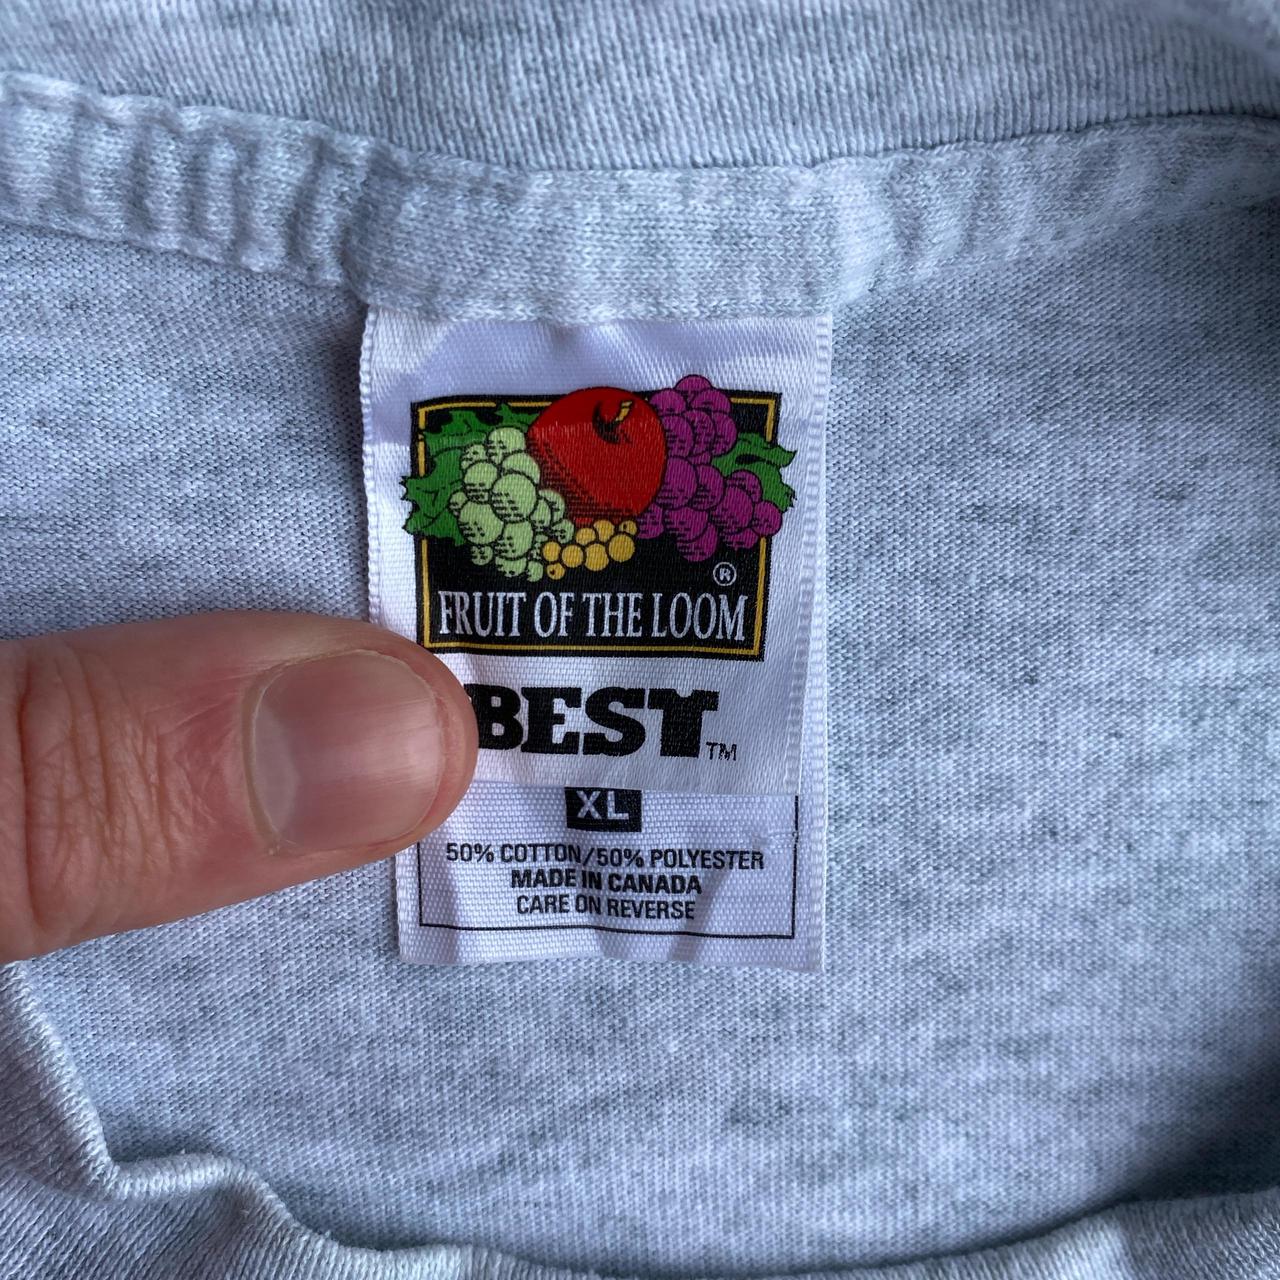 ®
FRUIT OF THE LOOM
BEST™
XL
50% COTTON/50% POLYESTER
MADE IN CANADA
CARE ON REVERSE